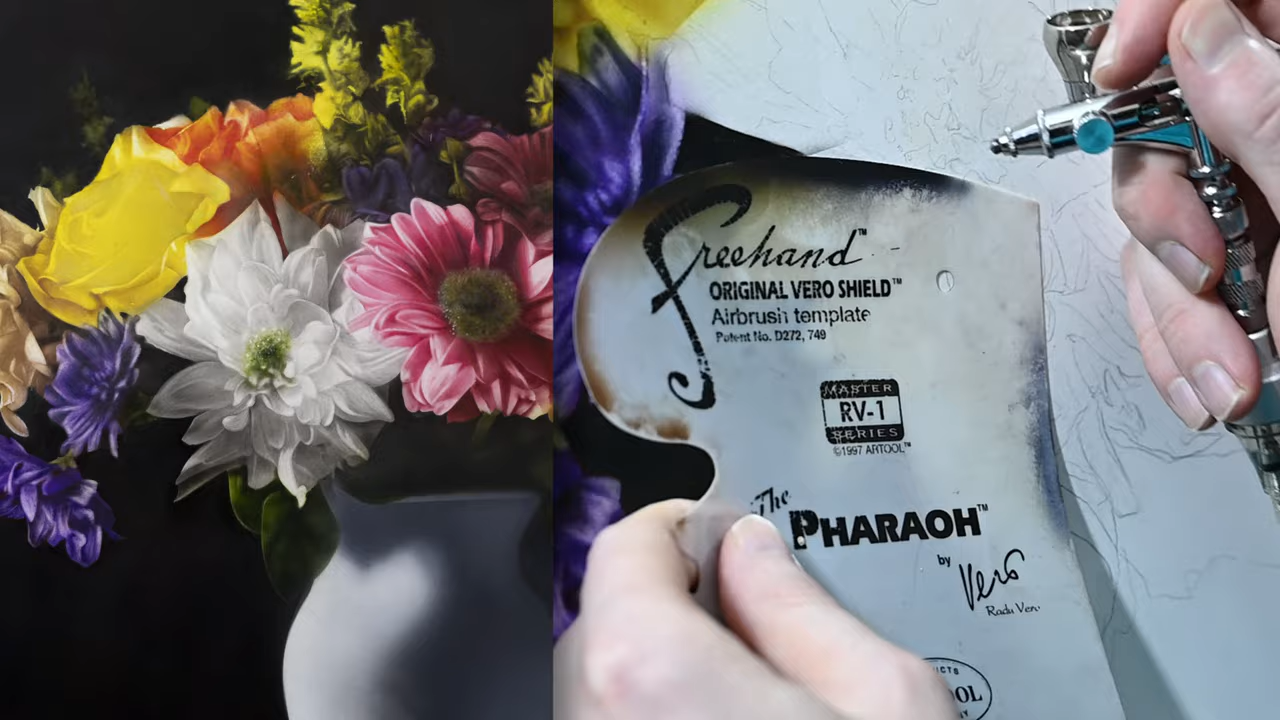 Freehand™
ORIGINAL VERO SHIELD™
Airbrush template
Patent No. D272, 749
MASTER
RV-1
SERIES
©1997 ARTOOL™
The
PHARAOH™
by Vero
Radu Vero